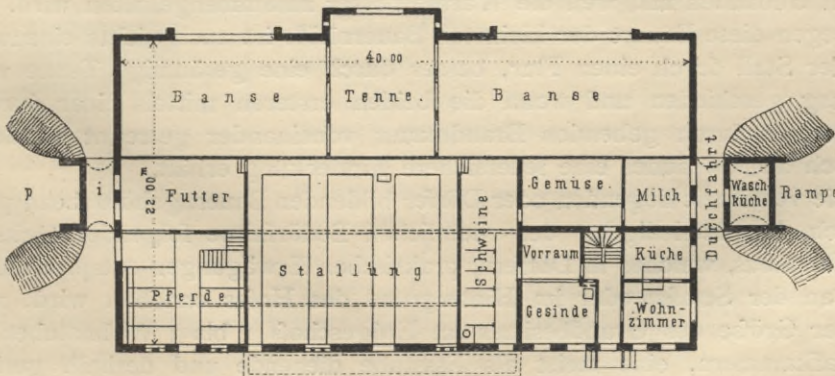 40.00
Banse
Tenne.
Banse
p
i
m
22.00
Futter
Gemüse.
Milch
Durchfahrt
Wasch-
küche
Rampe
Stallung
Schweine
Vorraum
Küche
Pferde
Gesinde
Wohn-
zimmer